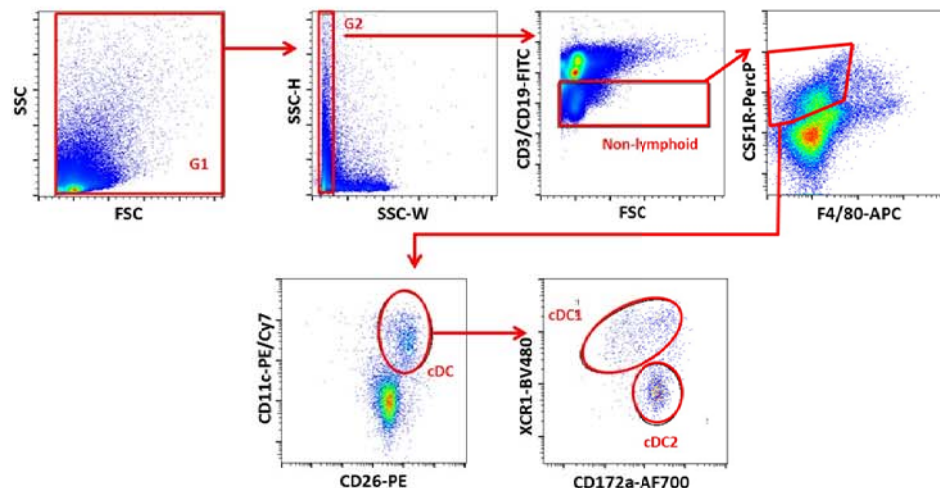 SSC
G1
FSC
SSC-H
G2
SSC-W
CD3/CD19-FITC
Non-lymphoid
FSC
CSF1R-PercP
F4/80-APC
CD11c-PE/Cy7
cDC
CD26-PE
XCR1-BV480
cDC1
cDC2
CD172a-AF700